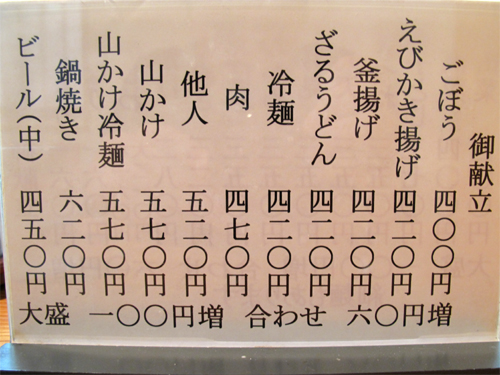 御献立
ごぼう 四〇〇円
えびかき揚げ 四二〇円
釜揚げ 四二〇円
ざるうどん 四二〇円
冷麺 四二〇円
肉 四七〇円
他人 五二〇円
山かけ 五七〇円
山かけ冷麺 五七〇円
鍋焼き 六二〇円
ビール(中) 四五〇円
大盛 一〇〇円増 合わせ 六〇円増